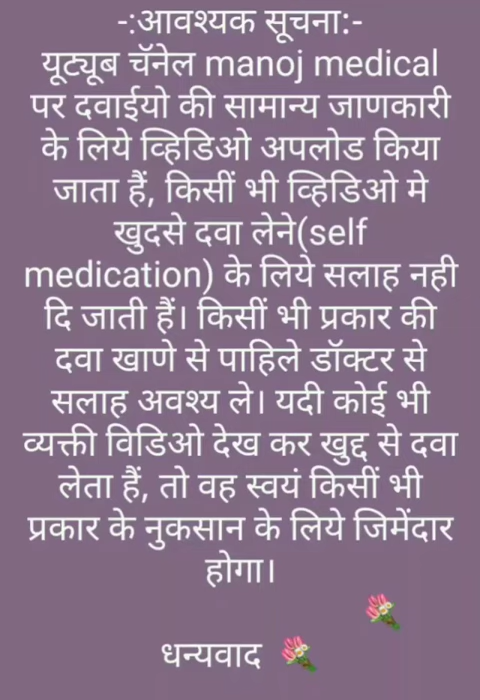 -:आवश्यक सूचना:-
यूट्यूब चॅनेल manoj medical
पर दवाईयो की सामान्य जाणकारी
के लिये व्हिडिओ अपलोड किया
जाता हैं, किसीं भी व्हिडिओ मे
खुदसे दवा लेने(self
medication) के लिये सलाह नही
दि जाती हैं। किसीं भी प्रकार की
दवा खाणे से पाहिले डॉक्टर से
सलाह अवश्य ले। यदी कोई भी
व्यक्ती विडिओ देख कर खुद्द से दवा
लेता हैं, तो वह स्वयं किसीं भी
प्रकार के नुकसान के लिये जिमेंदार
होगा।
धन्यवाद